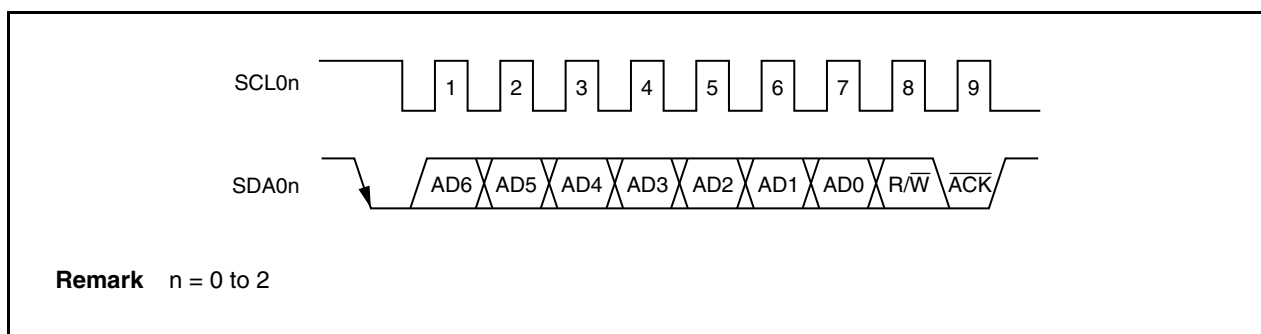 SCL0n 1 2 3 4 5 6 7 8 9
SDA0n AD6 AD5 AD4 AD3 AD2 AD1 AD0 R/W̅ A̅C̅K̅
Remark n = 0 to 2